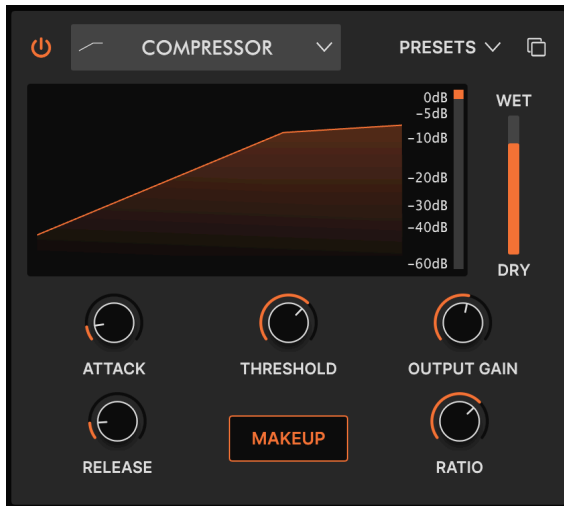 COMPRESSOR
PRESETS
0dB
−5dB
−10dB
−20dB
−30dB
−40dB
−60dB
WET
DRY
ATTACK
THRESHOLD
OUTPUT GAIN
RELEASE
MAKEUP
RATIO